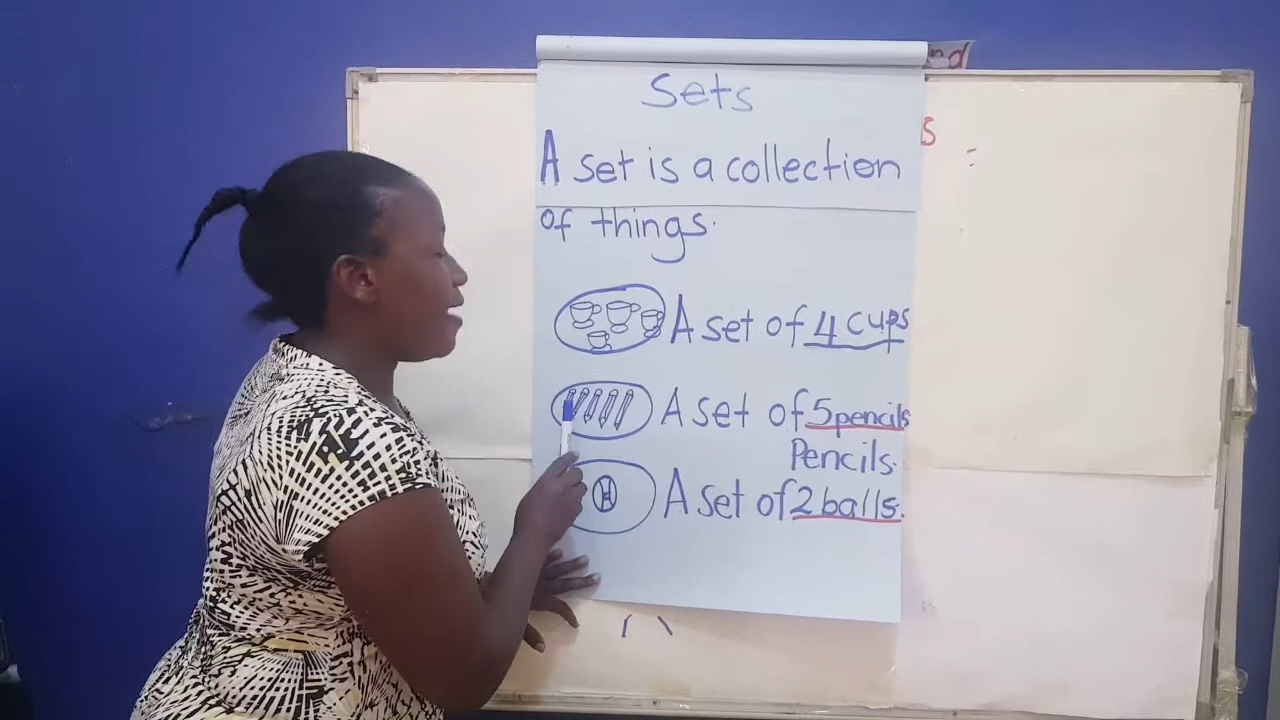 Sets
A set is a collection
of things.
A set of 4 cups
A set of 5 pencils
Pencils.
A set of 2 balls.